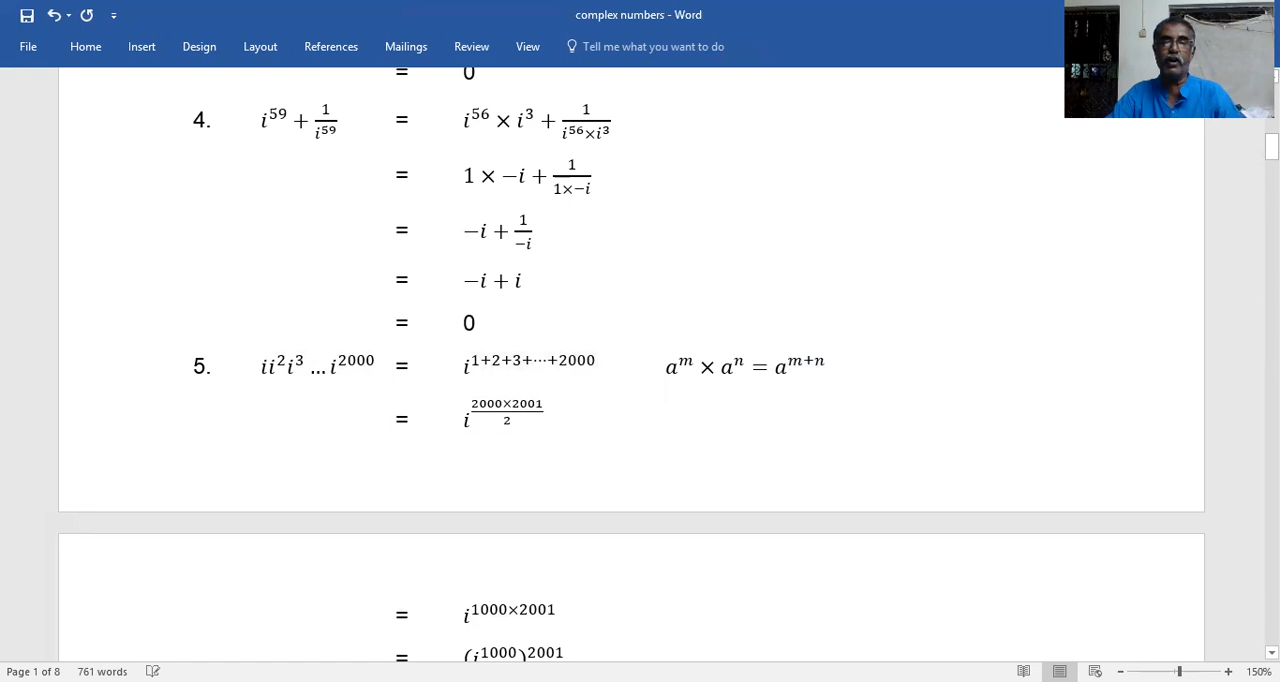 complex numbers - Word
File Home Insert Design Layout References Mailings Review View Tell me what you want to do
= 0
4. i^59 + 1/i^59 = i^56 × i^3 + 1/(i^56×i^3)
= 1 × −i + 1/(1×−i)
= −i + 1/(−i)
= −i + i
= 0
5. ii^2i^3 ... i^2000 = i^(1+2+3+⋯+2000) a^m × a^n = a^(m+n)
= i^((2000×2001)/2)
= i^(1000×2001)
= (i^1000)^2001
Page 1 of 8 761 words 150%